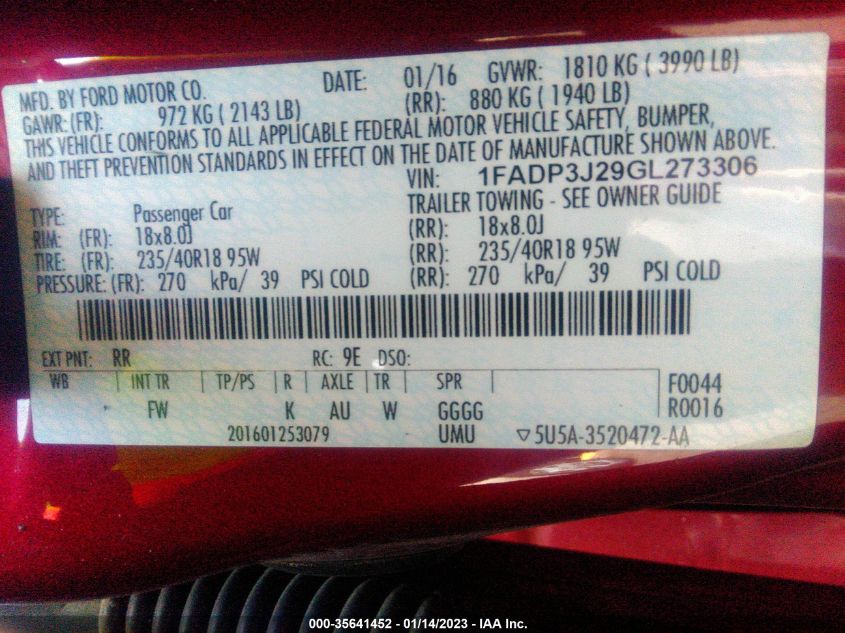 MFD. BY FORD MOTOR CO. DATE: 01/16 GVWR: 1810 KG ( 3990 LB)
GAWR: (FR): 972 KG ( 2143 LB) (RR): 880 KG ( 1940 LB)
THIS VEHICLE CONFORMS TO ALL APPLICABLE FEDERAL MOTOR VEHICLE SAFETY, BUMPER,
AND THEFT PREVENTION STANDARDS IN EFFECT ON THE DATE OF MANUFACTURE SHOWN ABOVE.
VIN: 1FADP3J29GL273306
TYPE: Passenger Car TRAILER TOWING - SEE OWNER GUIDE
RIM: (FR): 18x8.0J (RR): 18x8.0J
TIRE: (FR): 235/40R18 95W (RR): 235/40R18 95W
PRESSURE: (FR): 270 kPa/ 39 PSI COLD (RR): 270 kPa/ 39 PSI COLD
EXT PNT: RR RC: 9E DSO:
WB INT TR TP/PS R AXLE TR SPR F0044
FW K AU W GGGG R0016
201601253079 UMU ▽5U5A-3520472-AA
000-35641452 — 01/14/2023 — IAA Inc.